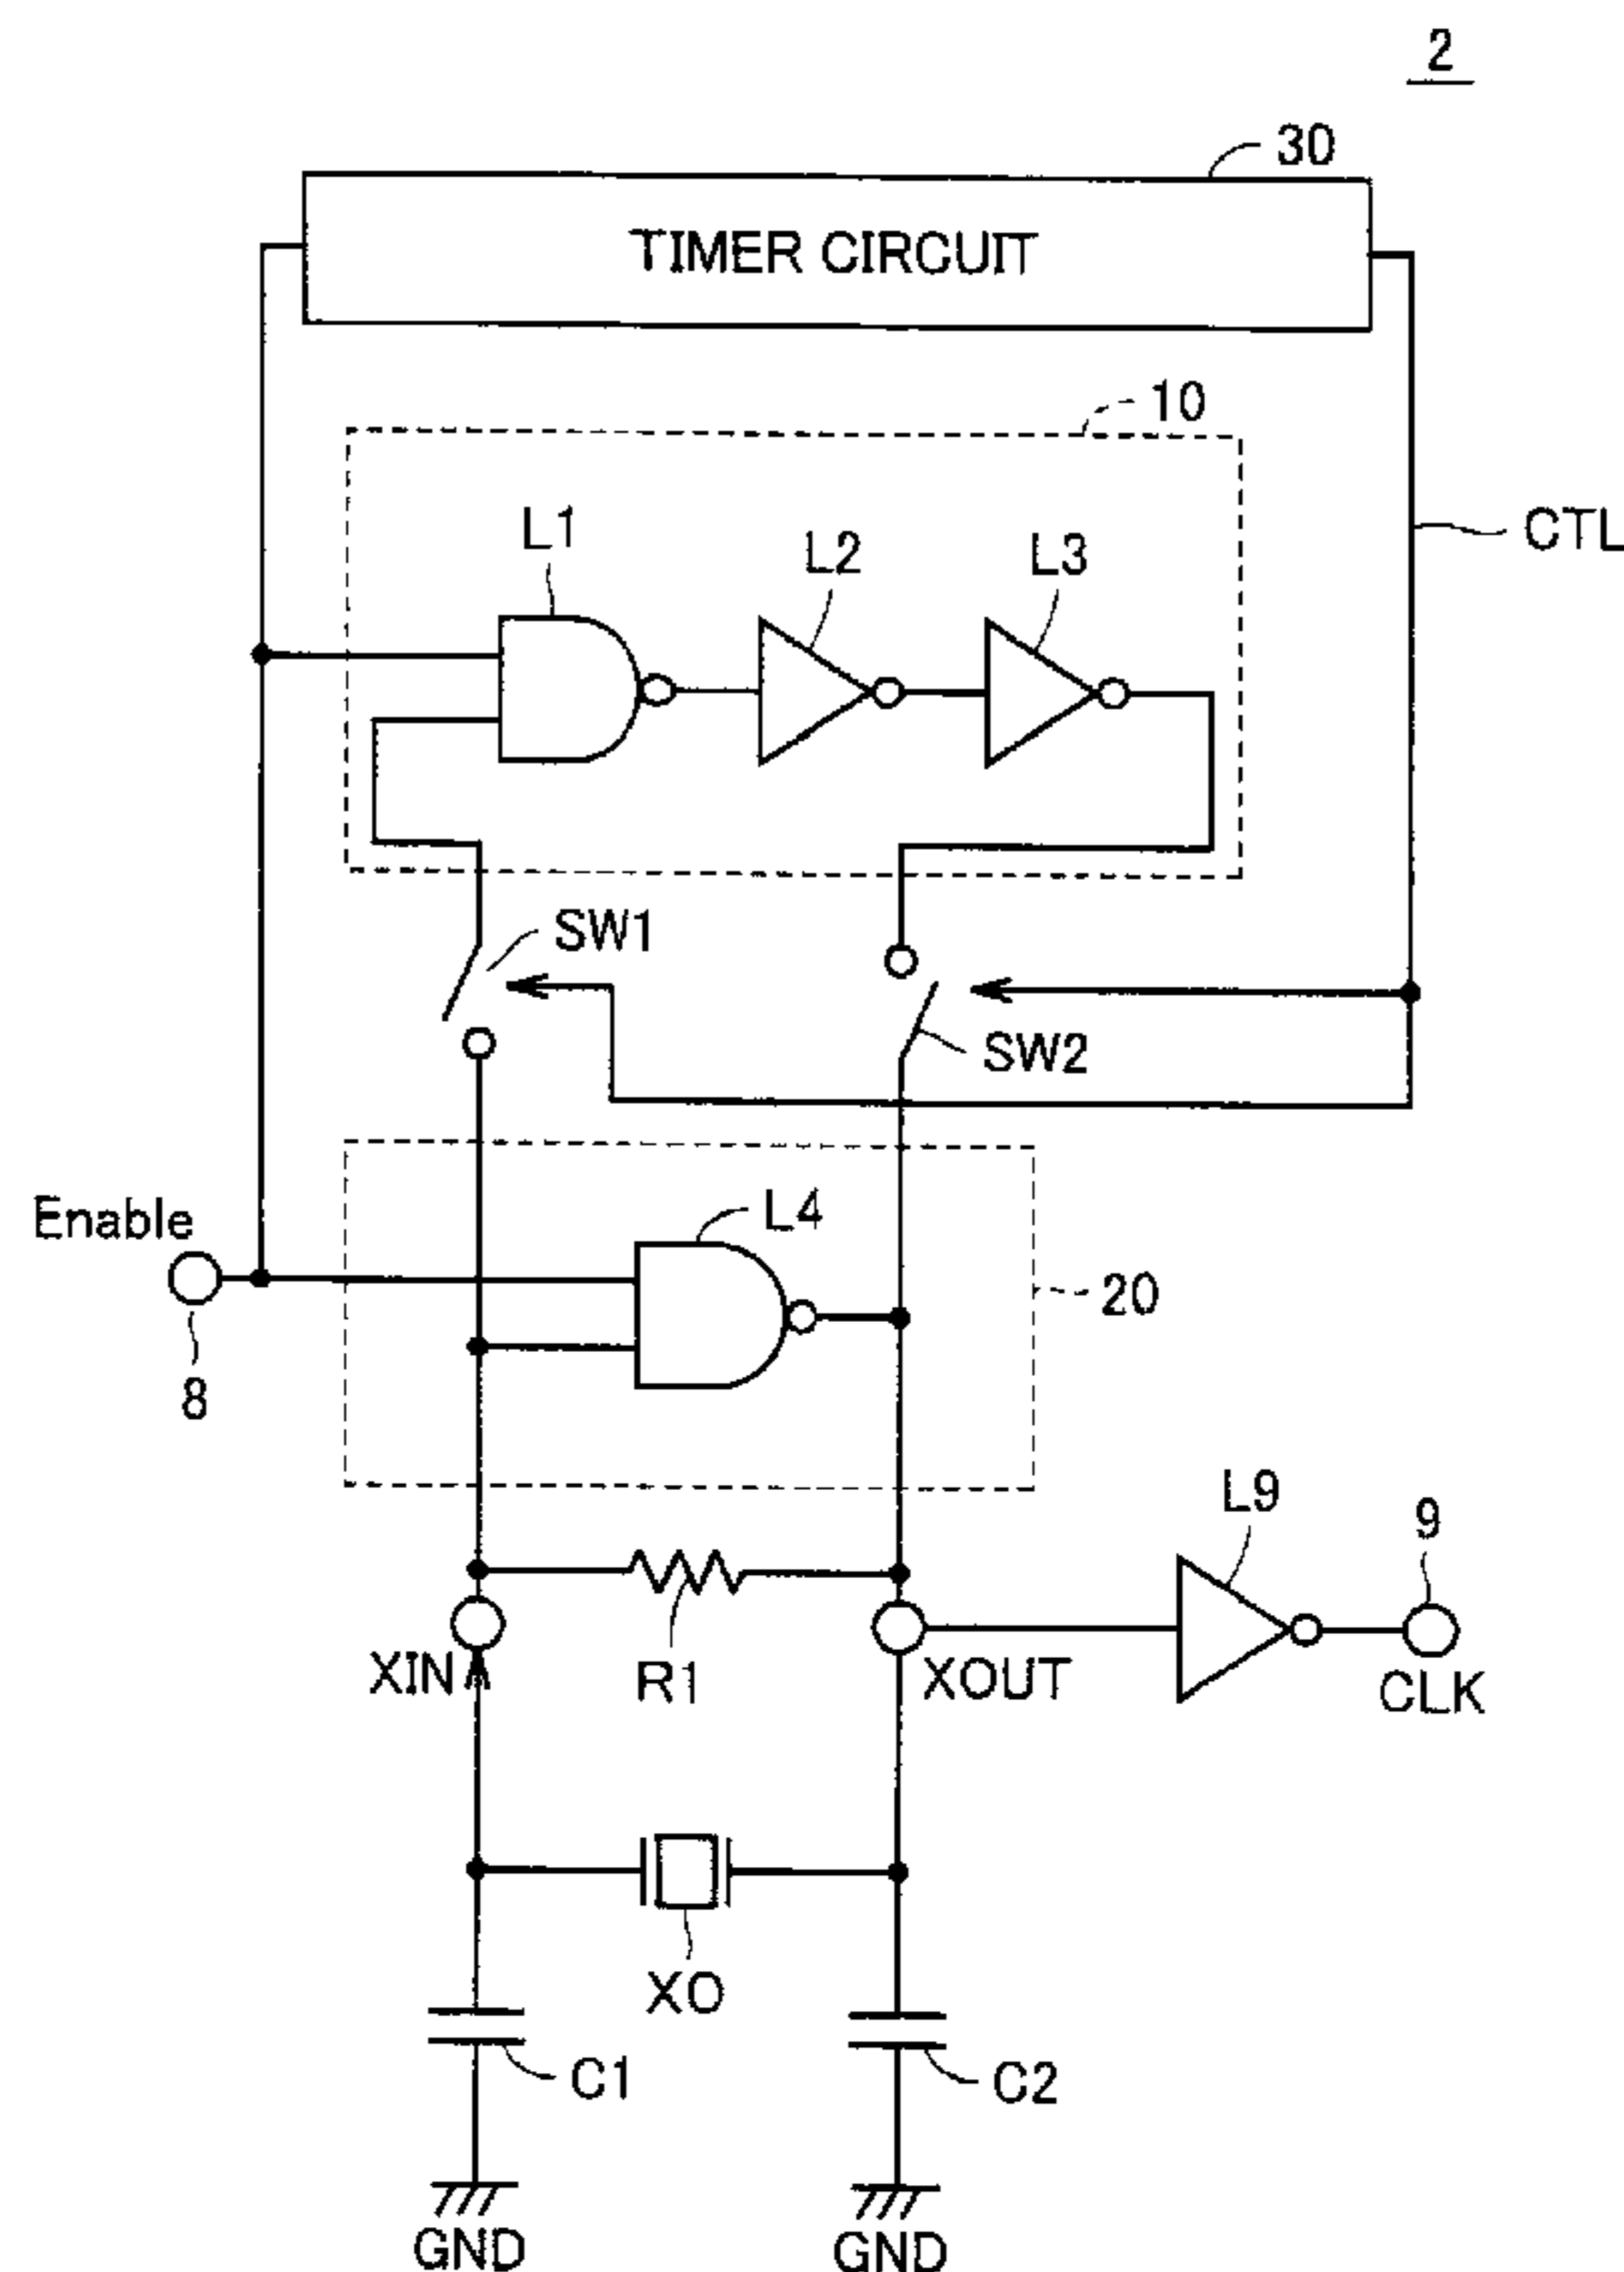 2
30
TIMER CIRCUIT
10
L1
L2
L3
CTL
SW1
SW2
Enable
8
L4
20
L9
9
XIN
R1
XOUT
CLK
XO
C1
C2
GND
GND